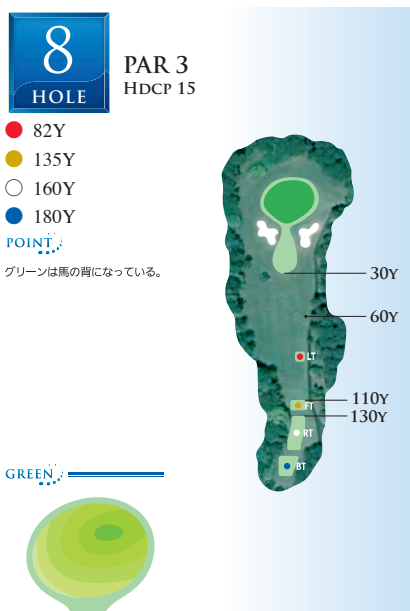 8
HOLE
PAR 3
HDCP 15
82Y
135Y
160Y
180Y
POINT
グリーンは馬の背になっている。
30Y
60Y
LT
110Y
FT
130Y
RT
BT
GREEN